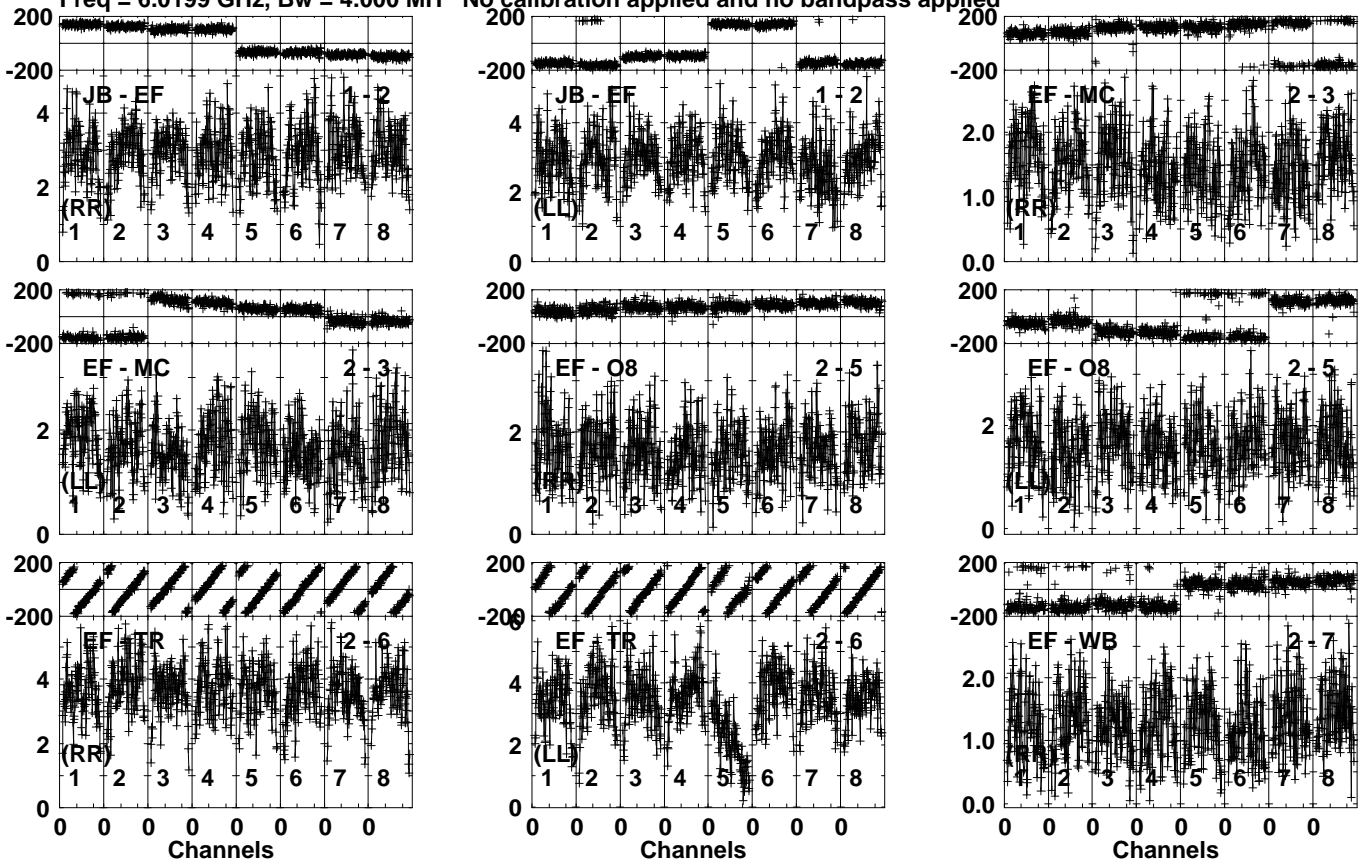 Freq = 6.0199 GHz, Bw = 4.000 MH No calibration applied and no bandpass applied
200 200 200
-200 -200 -200
JB - EF 1 - 2 JB - EF 1 - 2 EF - MC 2 - 3
4 4 2.0
2 2 1.0
(RR) (LL) (RR)
1 2 3 4 5 6 7 8 1 2 3 4 5 6 7 8 1 2 3 4 5 6 7 8
0 0 0.0
200 200 200
-200 -200 -200
EF - MC 2 - 3 EF - O8 2 - 5 EF - O8 2 - 5
2 2 2
(LL) (RR) (LL)
1 2 3 4 5 6 7 8 1 2 3 4 5 6 7 8 1 2 3 4 5 6 7 8
0 0 0
200 200 200
-200 -200 -200
6
EF - TR 2 - 6 EF - TR 2 - 6 EF - WB 2 - 7
4 4 2.0
2 2 1.0
(RR) (LL) (RR)
1 2 3 4 5 6 7 8 1 2 3 4 5 6 7 8 1 2 3 4 5 6 7 8
0 0 0.0
0 0 0 0 0 0 0 0 0 0 0 0 0 0 0 0 0 0 0 0 0 0 0 0
Channels Channels Channels